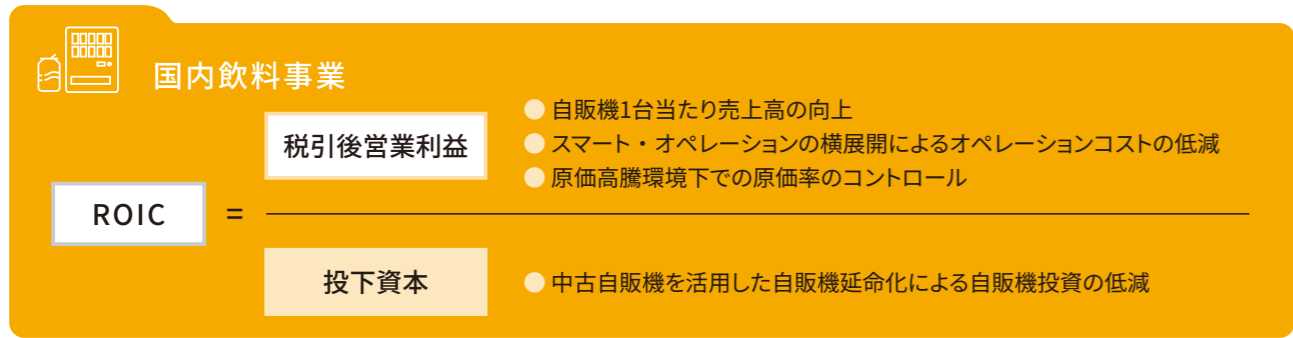 国内飲料事業
ROIC
=
税引後営業利益
● 自販機1台当たり売上高の向上
● スマート・オペレーションの横展開によるオペレーションコストの低減
● 原価高騰環境下での原価率のコントロール
投下資本
● 中古自販機を活用した自販機延命化による自販機投資の低減